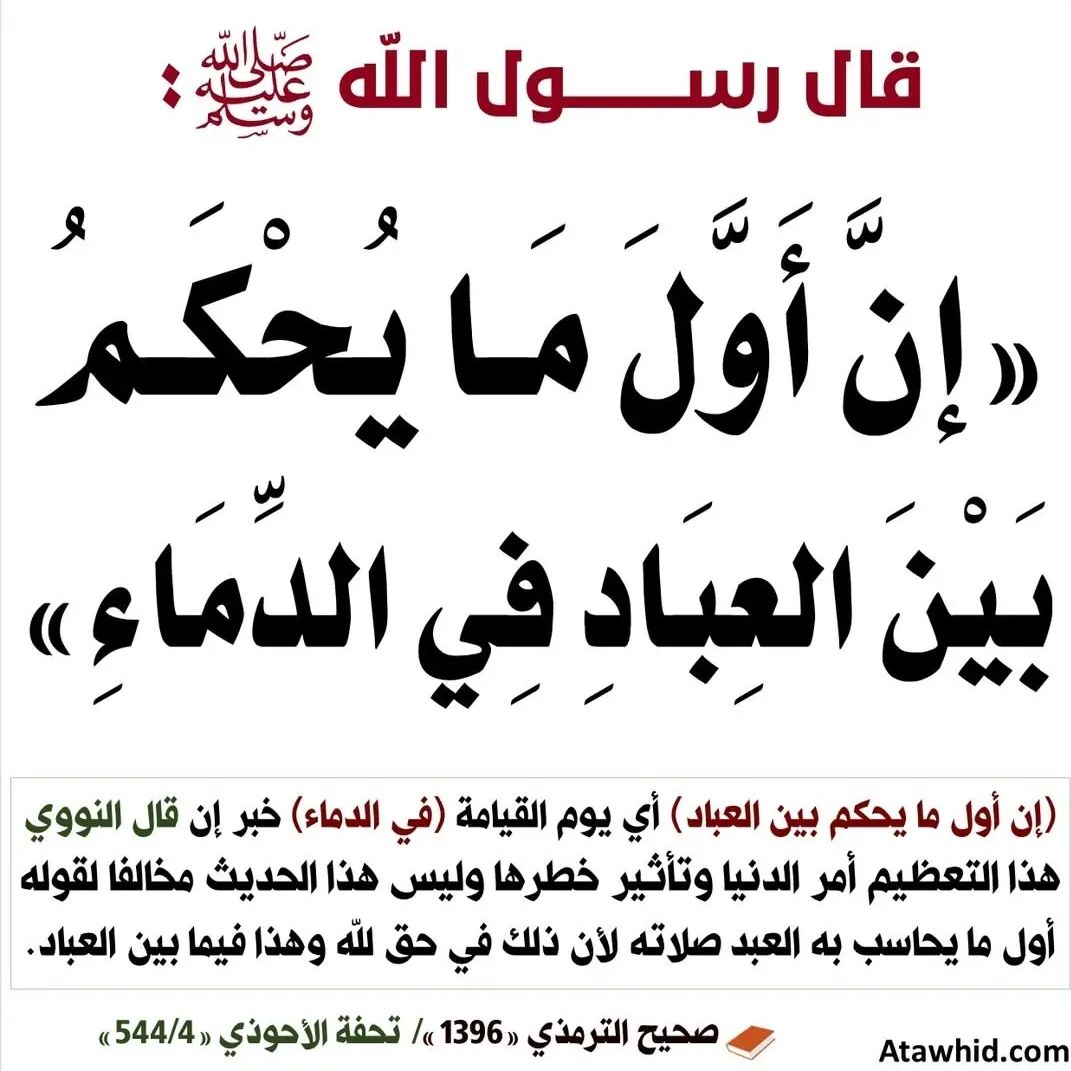 قال رسول الله ﷺ :
«إِنَّ أَوَّلَ مَا يُحْكَمُ
بَيْنَ العِبَادِ فِي الدِّمَاءِ»
(إن أول ما يحكم بين العباد) أي يوم القيامة (في الدماء) خبر إن قال النووي
هذا التعظيم أمر الدنيا وتأثير خطرها وليس هذا الحديث مخالفا لقوله
أول ما يحاسب به العبد صلاته لأن ذلك في حق لله وهذا فيما بين العباد.
صحيح الترمذي «1396»/ تحفة الأحوذي «544/4»
Atawhid.com